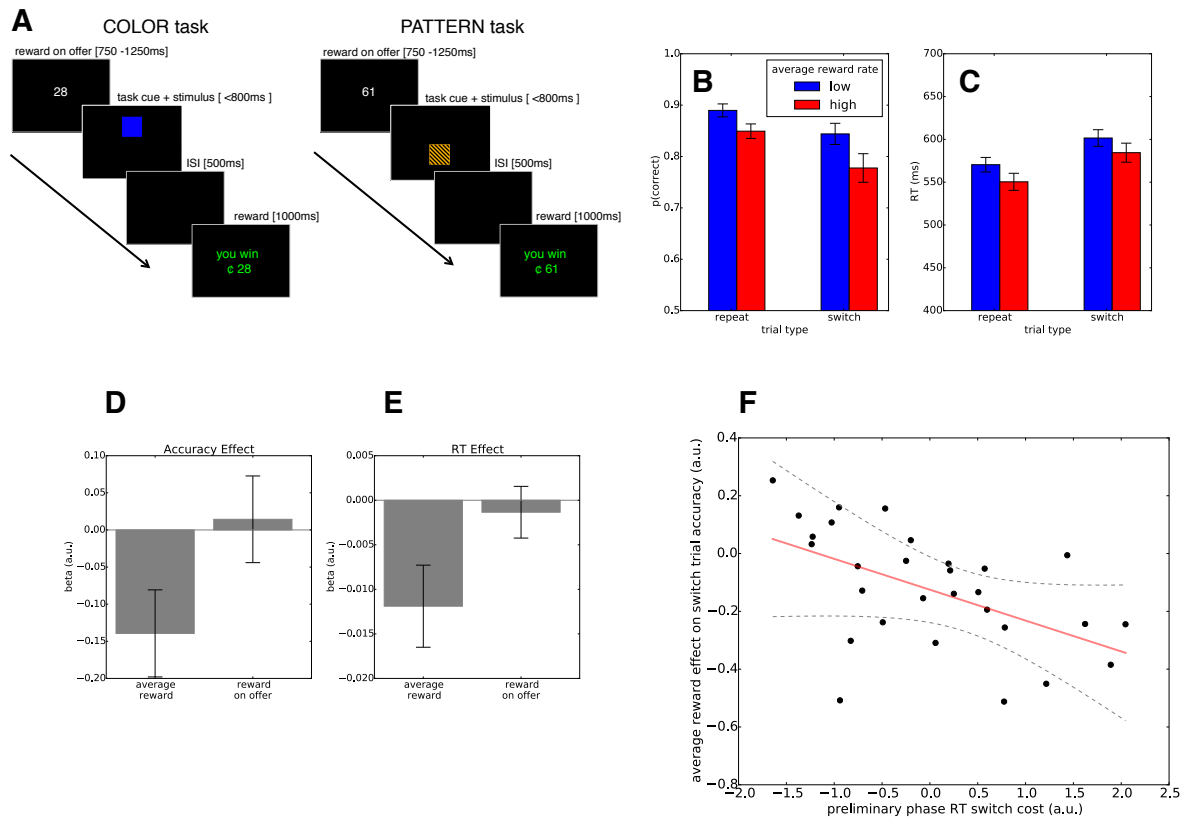 A
COLOR task
PATTERN task
reward on offer [750 -1250ms]
28
task cue + stimulus [ <800ms ]
ISI [500ms]
reward [1000ms]
you win
¢ 28
reward on offer [750 -1250ms]
61
task cue + stimulus [ <800ms ]
ISI [500ms]
reward [1000ms]
you win
¢ 61
B
average reward rate
low
high
1.0
0.9
0.8
0.7
0.6
0.5
p(correct)
repeat
switch
trial type
C
700
650
600
550
500
450
400
RT (ms)
repeat
switch
trial type
D
Accuracy Effect
0.10
0.05
0.00
−0.05
−0.10
−0.15
−0.20
beta (a.u.)
average
reward
reward
on offer
E
RT Effect
0.005
0.000
−0.005
−0.010
−0.015
−0.020
beta (a.u.)
average
reward
reward
on offer
F
0.4
0.2
0.0
−0.2
−0.4
−0.6
−0.8
average reward effect on switch trial accuracy (a.u.)
−2.0
−1.5
−1.0
−0.5
0.0
0.5
1.0
1.5
2.0
2.5
preliminary phase RT switch cost (a.u.)